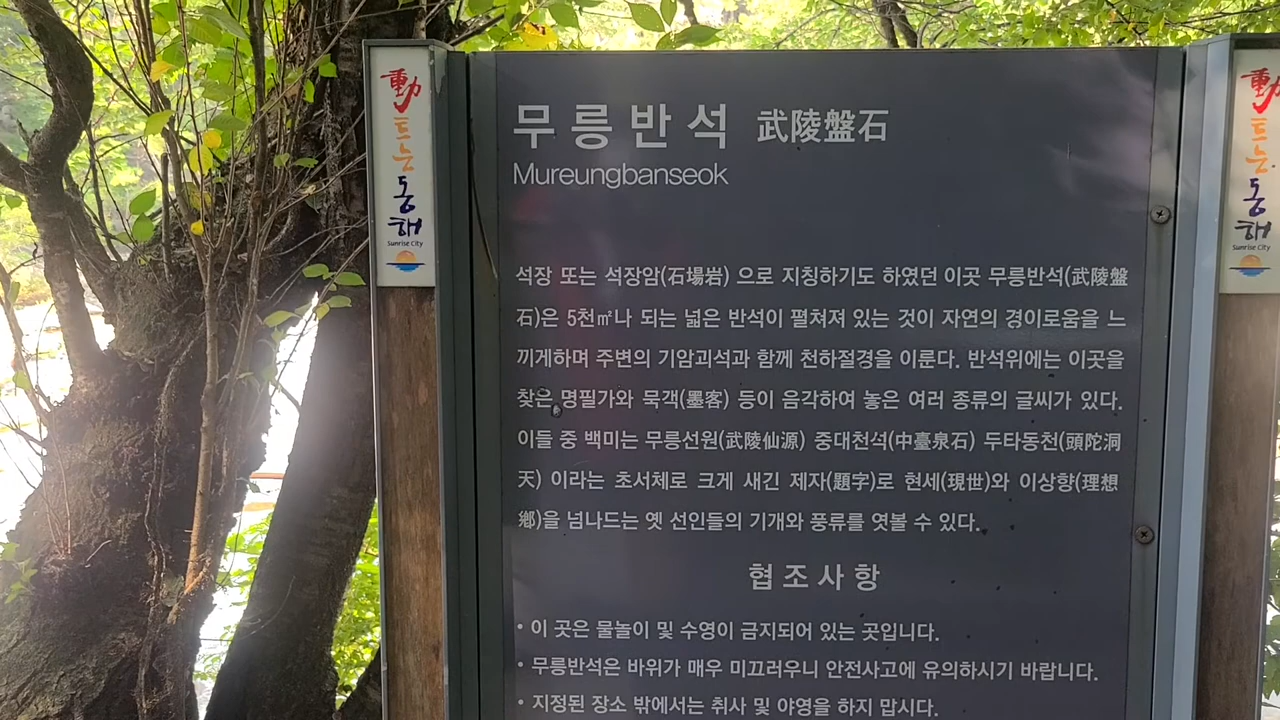 動
트는
동
해
Sunrise City
무릉반석 武陵盤石
Mureungbanseok
석장 또는 석장암(石場岩) 으로 지칭하기도 하였던 이곳 무릉반석(武陵盤
石)은 5천㎡나 되는 넓은 반석이 펼쳐져 있는 것이 자연의 경이로움을 느
끼게하며 주변의 기암괴석과 함께 천하절경을 이룬다. 반석위에는 이곳을
찾은 명필가와 묵객(墨客) 등이 음각하여 놓은 여러 종류의 글씨가 있다.
이들 중 백미는 무릉선원(武陵仙源) 중대천석(中臺泉石) 두타동천(頭陀洞
天) 이라는 초서체로 크게 새긴 제자(題字)로 현세(現世)와 이상향(理想
鄕)을 넘나드는 옛 선인들의 기개와 풍류를 엿볼 수 있다.
협조사항
• 이 곳은 물놀이 및 수영이 금지되어 있는 곳입니다.
• 무릉반석은 바위가 매우 미끄러우니 안전사고에 유의하시기 바랍니다.
• 지정된 장소 밖에서는 취사 및 야영을 하지 맙시다.
動
트는
동
해
Sunrise City